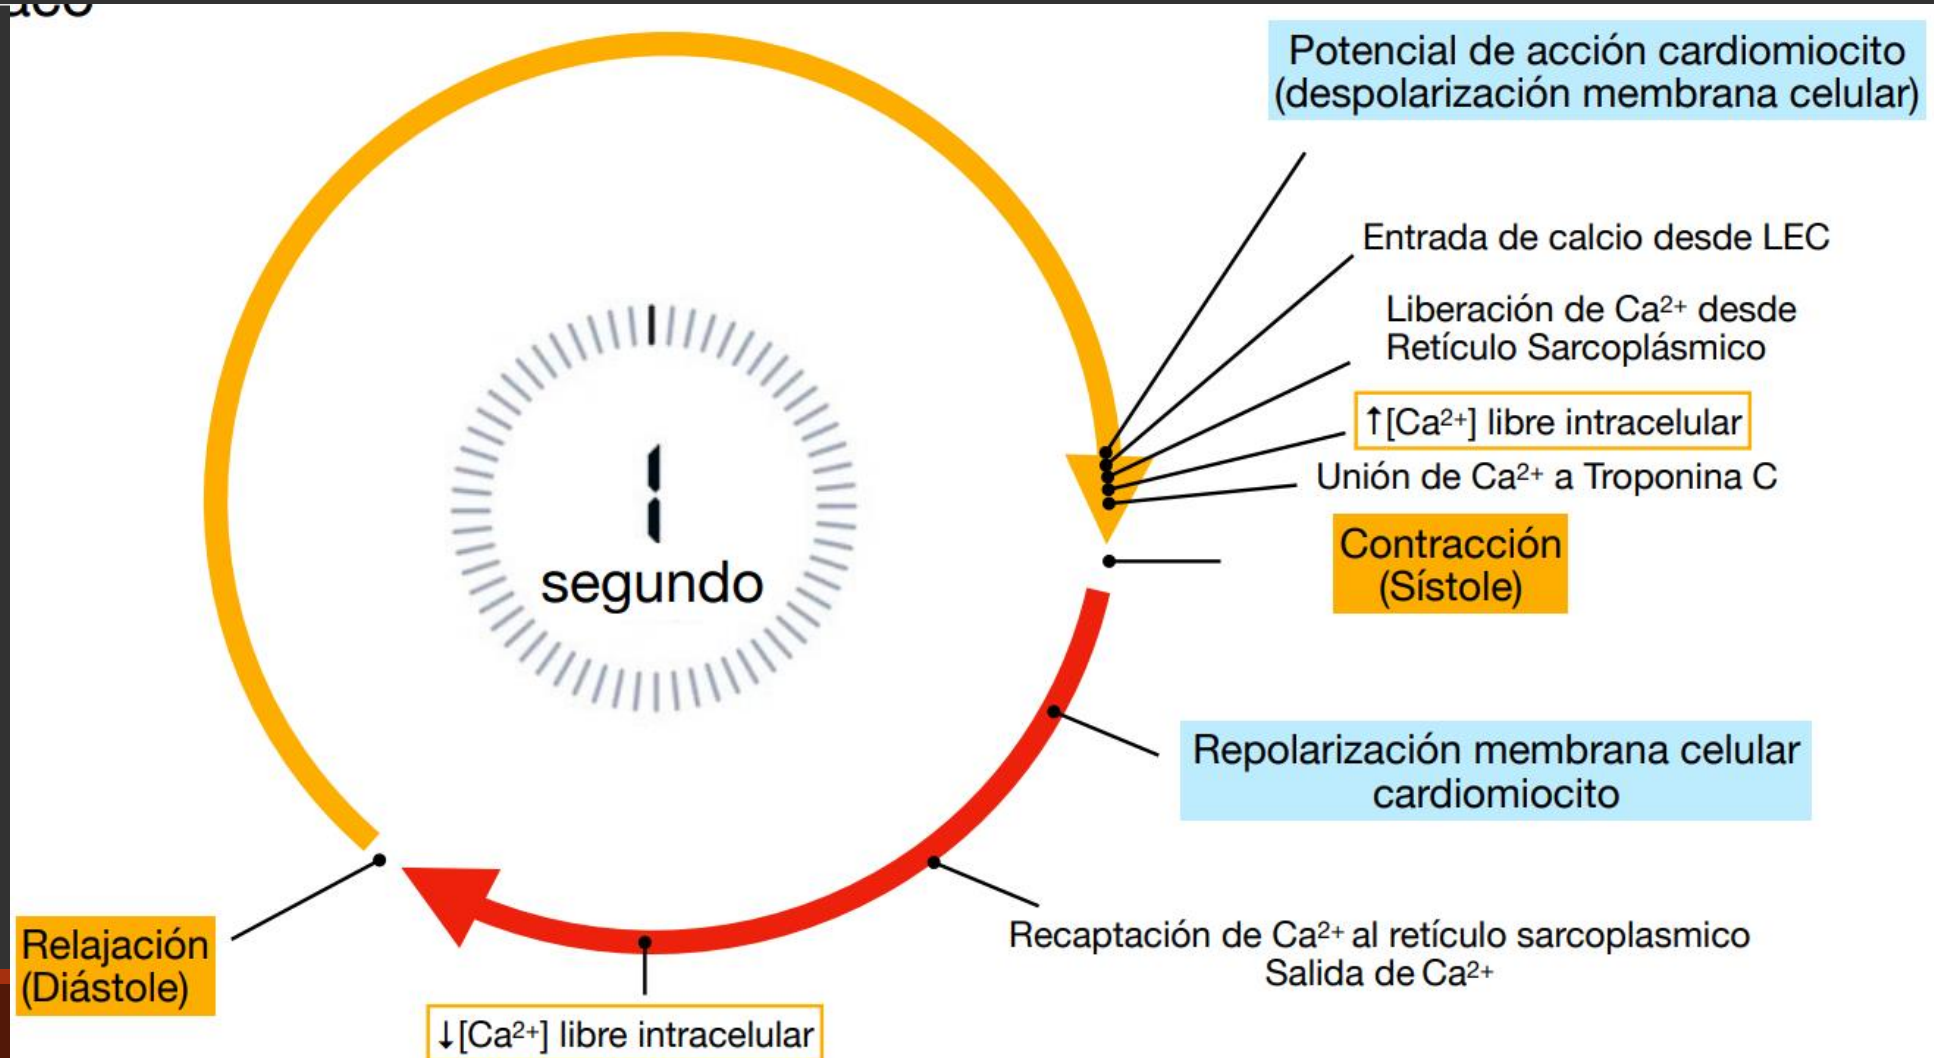 Potencial de acción cardiomiocito
(despolarización membrana celular)
Entrada de calcio desde LEC
Liberación de Ca²⁺ desde
Retículo Sarcoplásmico
↑[Ca²⁺] libre intracelular
Unión de Ca²⁺ a Troponina C
Contracción
(Sístole)
1
segundo
Repolarización membrana celular
cardiomiocito
Recaptación de Ca²⁺ al retículo sarcoplasmico
Salida de Ca²⁺
↓[Ca²⁺] libre intracelular
Relajación
(Diástole)